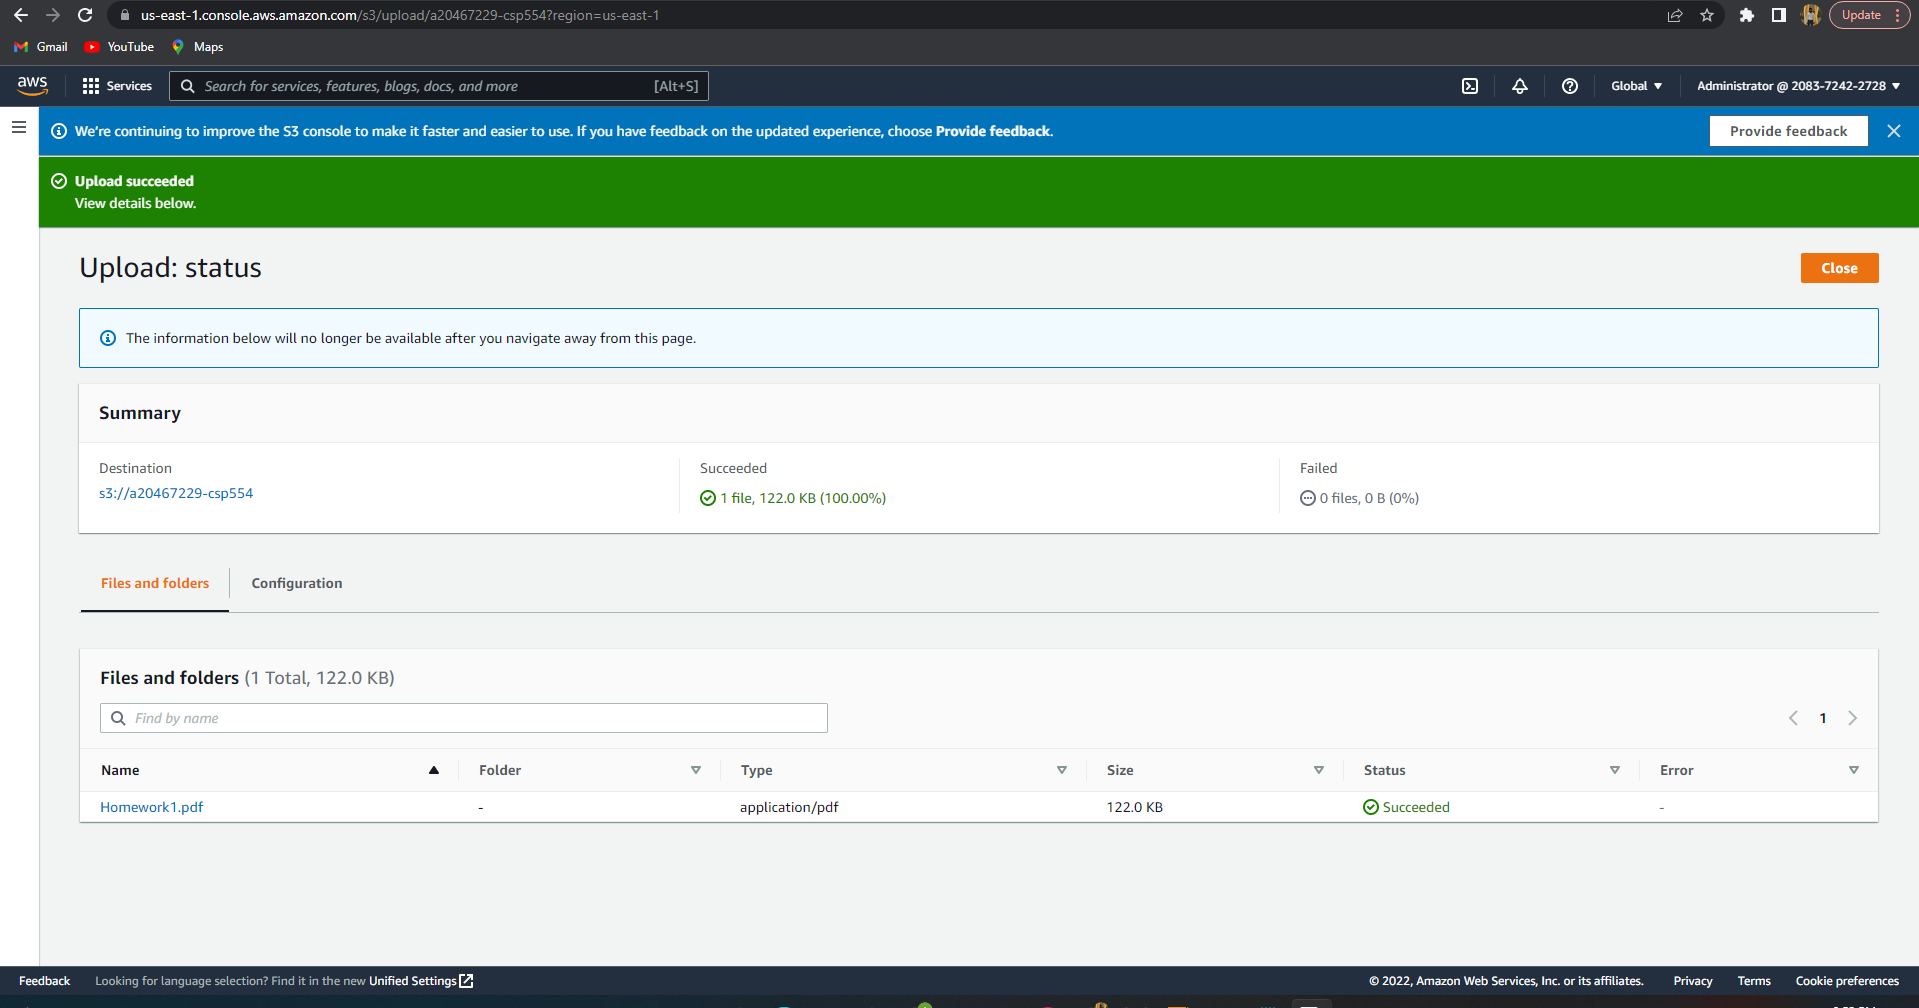 us-east-1.console.aws.amazon.com/s3/upload/a20467229-csp554?region=us-east-1
Update
Gmail YouTube Maps
aws Services Search for services, features, blogs, docs, and more [Alt+S] Global Administrator @ 2083-7242-2728
We're continuing to improve the S3 console to make it faster and easier to use. If you have feedback on the updated experience, choose Provide feedback. Provide feedback
Upload succeeded
View details below.
Upload: status Close
The information below will no longer be available after you navigate away from this page.
Summary
Destination Succeeded Failed
s3://a20467229-csp554 1 file, 122.0 KB (100.00%) 0 files, 0 B (0%)
Files and folders Configuration
Files and folders (1 Total, 122.0 KB)
Find by name 1
Name Folder Type Size Status Error
Homework1.pdf - application/pdf 122.0 KB Succeeded -
Feedback Looking for language selection? Find it in the new Unified Settings © 2022, Amazon Web Services, Inc. or its affiliates. Privacy Terms Cookie preferences